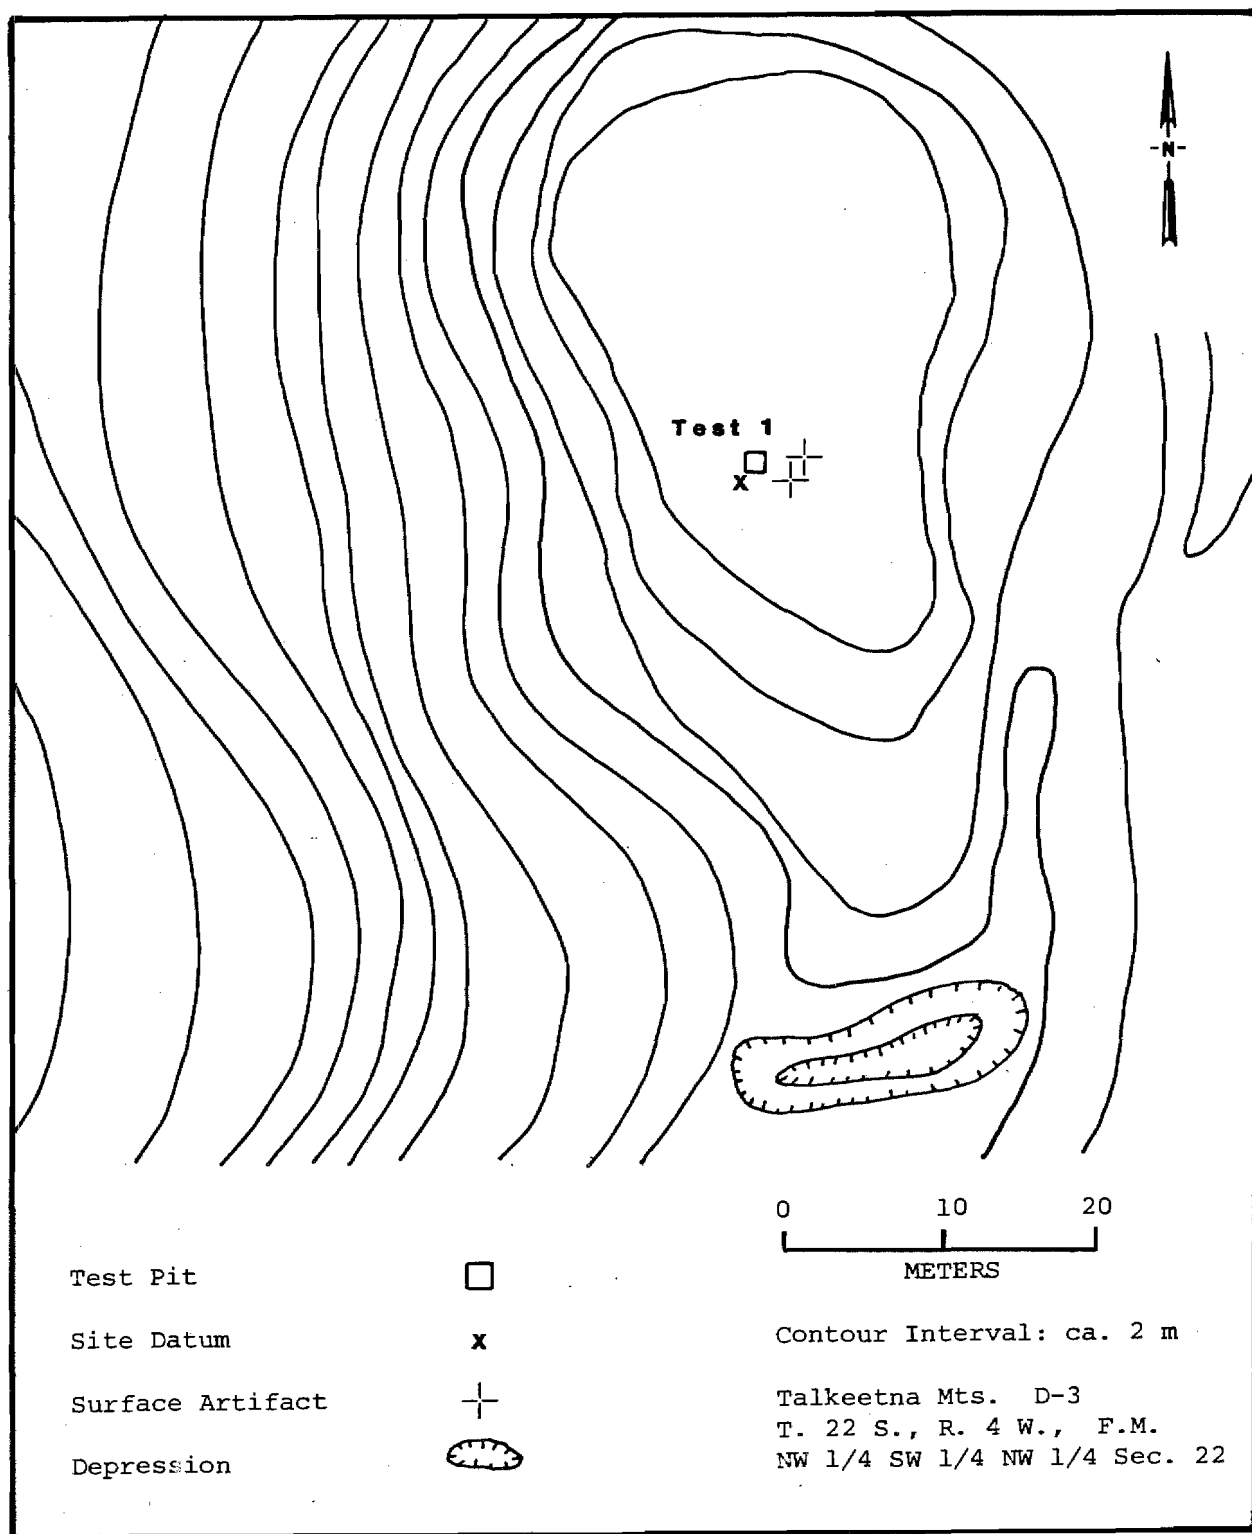 -N-
Test 1
x
0 10 20
METERS
Test Pit
Site Datum x
Surface Artifact
Depression
Contour Interval: ca. 2 m
Talkeetna Mts. D-3
T. 22 S., R. 4 W., F.M.
NW 1/4 SW 1/4 NW 1/4 Sec. 22